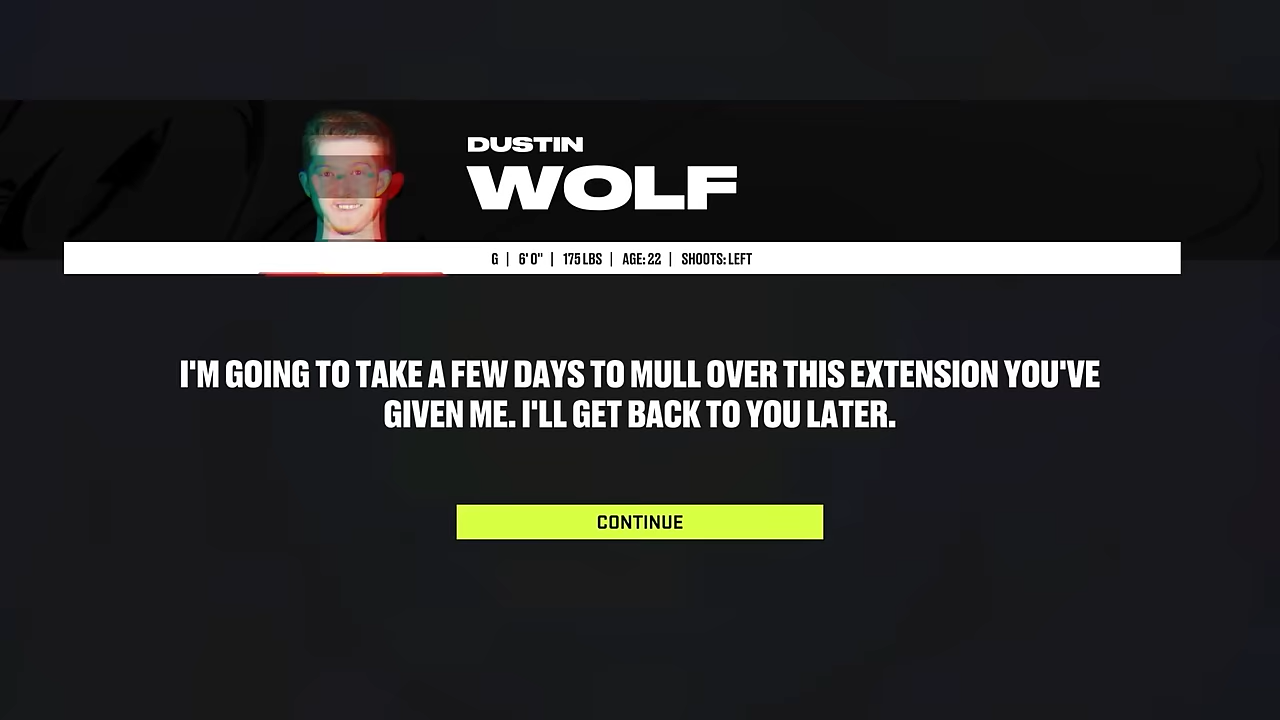 DUSTIN
WOLF
G | 6' 0" | 175 LBS | AGE: 22 | SHOOTS: LEFT
I'M GOING TO TAKE A FEW DAYS TO MULL OVER THIS EXTENSION YOU'VE
GIVEN ME. I'LL GET BACK TO YOU LATER.
CONTINUE